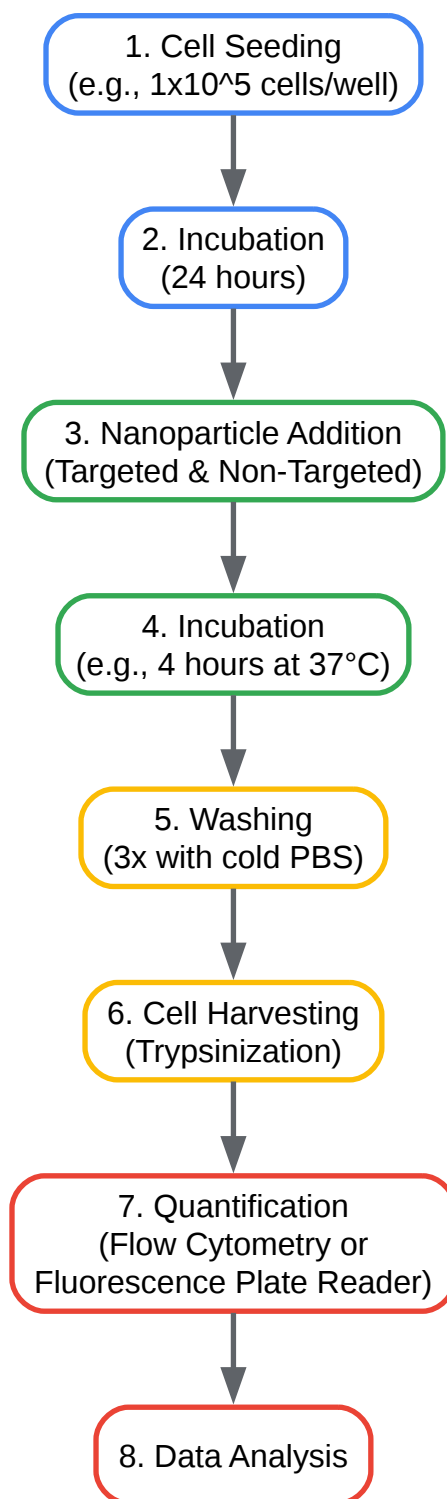 1. Cell Seeding
(e.g., 1x10^5 cells/well)
2. Incubation
(24 hours)
3. Nanoparticle Addition
(Targeted & Non-Targeted)
4. Incubation
(e.g., 4 hours at 37°C)
5. Washing
(3x with cold PBS)
6. Cell Harvesting
(Trypsinization)
7. Quantification
(Flow Cytometry or
Fluorescence Plate Reader)
8. Data Analysis